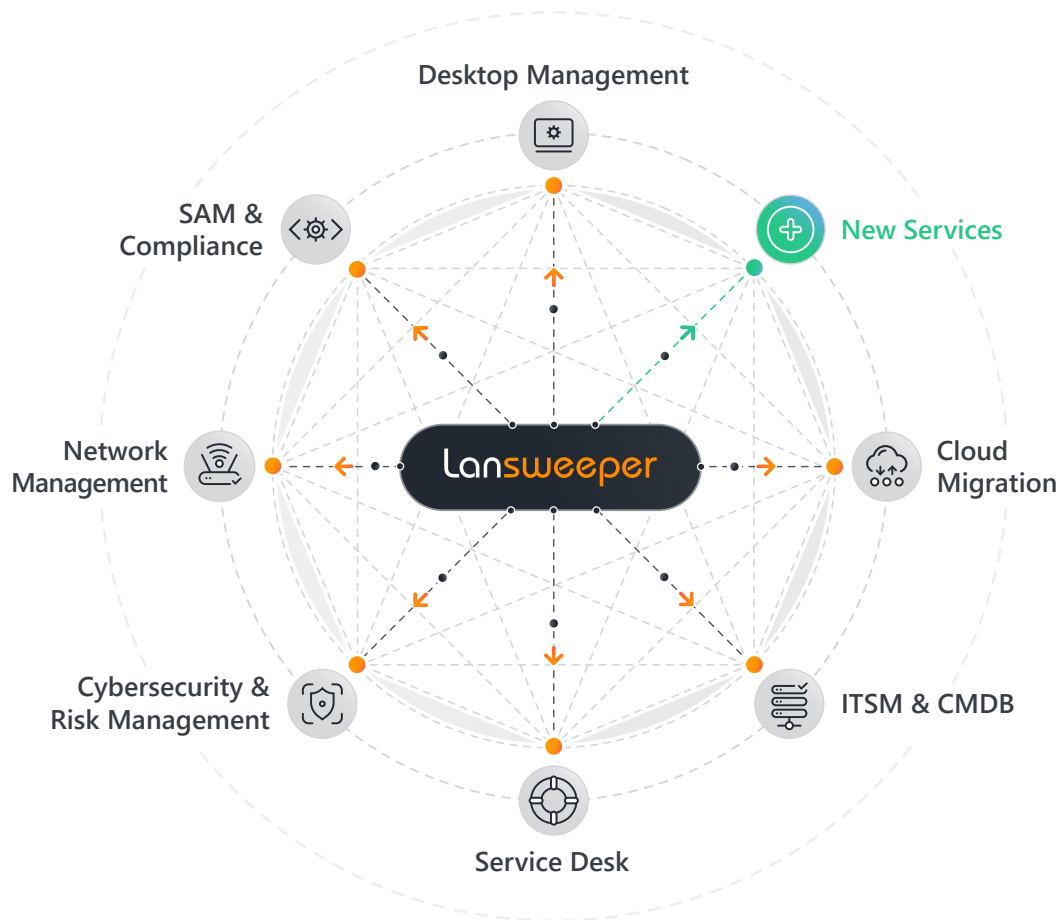 Desktop Management
SAM &
Compliance
New Services
Network
Management
Lansweeper
Cloud
Migration
Cybersecurity &
Risk Management
ITSM & CMDB
Service Desk